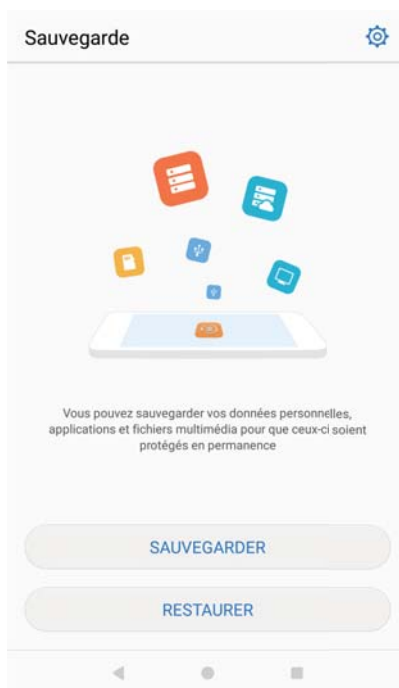 Sauvegarde
Vous pouvez sauvegarder vos données personnelles,
applications et fichiers multimédia pour que ceux-ci soient
protégés en permanence
SAUVEGARDER
RESTAURER